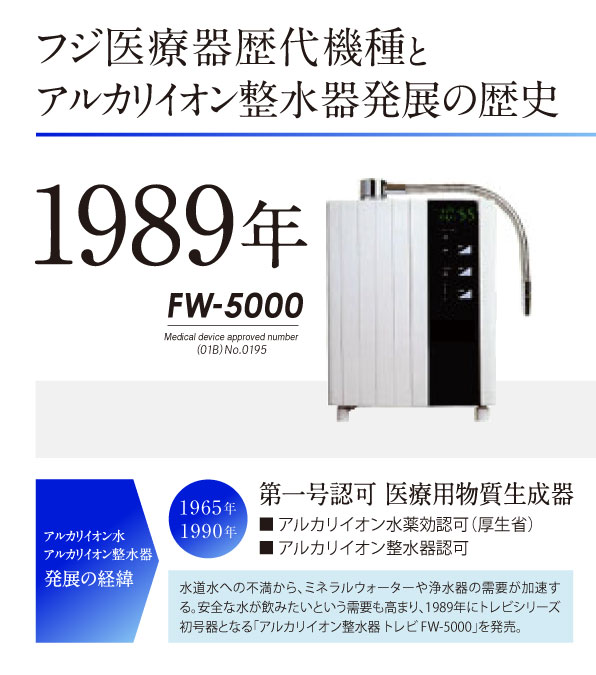 フジ医療器歴代機種と
アルカリイオン整水器発展の歴史
1989年
FW-5000
Medical device approved number
(01B) No.0195
10:55
アルカリイオン水
アルカリイオン整水器
発展の経緯
1965年
1990年
第一号認可 医療用物質生成器
■ アルカリイオン水薬効認可(厚生省)
■ アルカリイオン整水器認可
水道水への不満から、ミネラルウォーターや浄水器の需要が加速す
る。安全な水が飲みたいという需要も高まり、1989年にトレビシリーズ
初号器となる「アルカリイオン整水器 トレビ FW-5000」を発売。